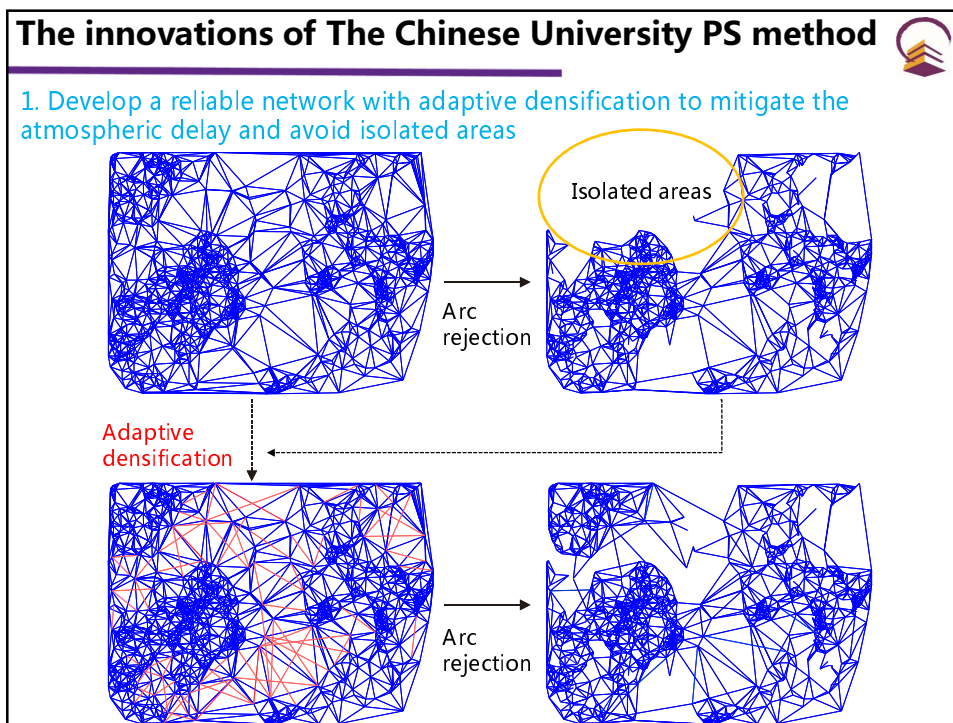 The innovations of The Chinese University PS method
1. Develop a reliable network with adaptive densification to mitigate the
atmospheric delay and avoid isolated areas
Isolated areas
Arc
rejection
Adaptive
densification
Arc
rejection